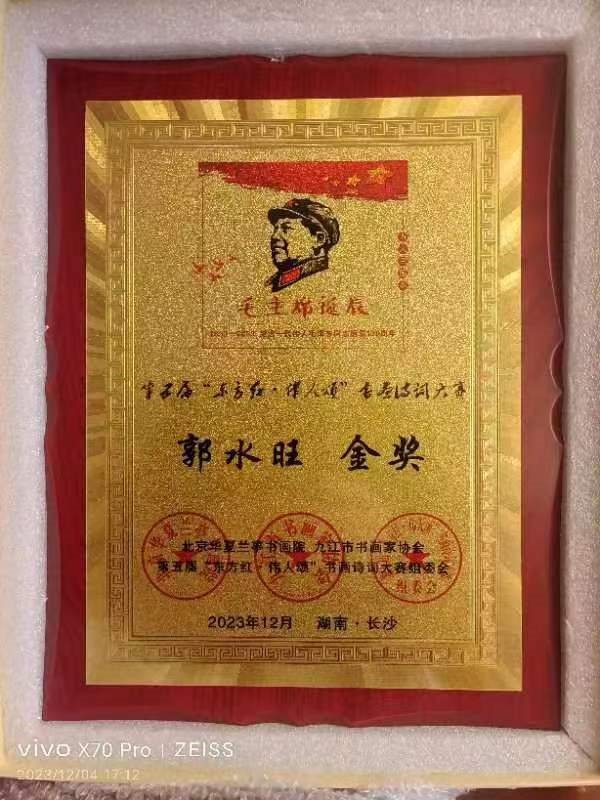 毛主席诞辰
第五届“东方红·伟人颂”书画诗词大赛
郭水旺 金奖
北京华夏兰亭书画院 九江市书画家协会
第五届“东方红·伟人颂”书画诗词大赛组委会
2023年12月 湖南·长沙
vivo X70 Pro | ZEISS
2023/12/04 17:12